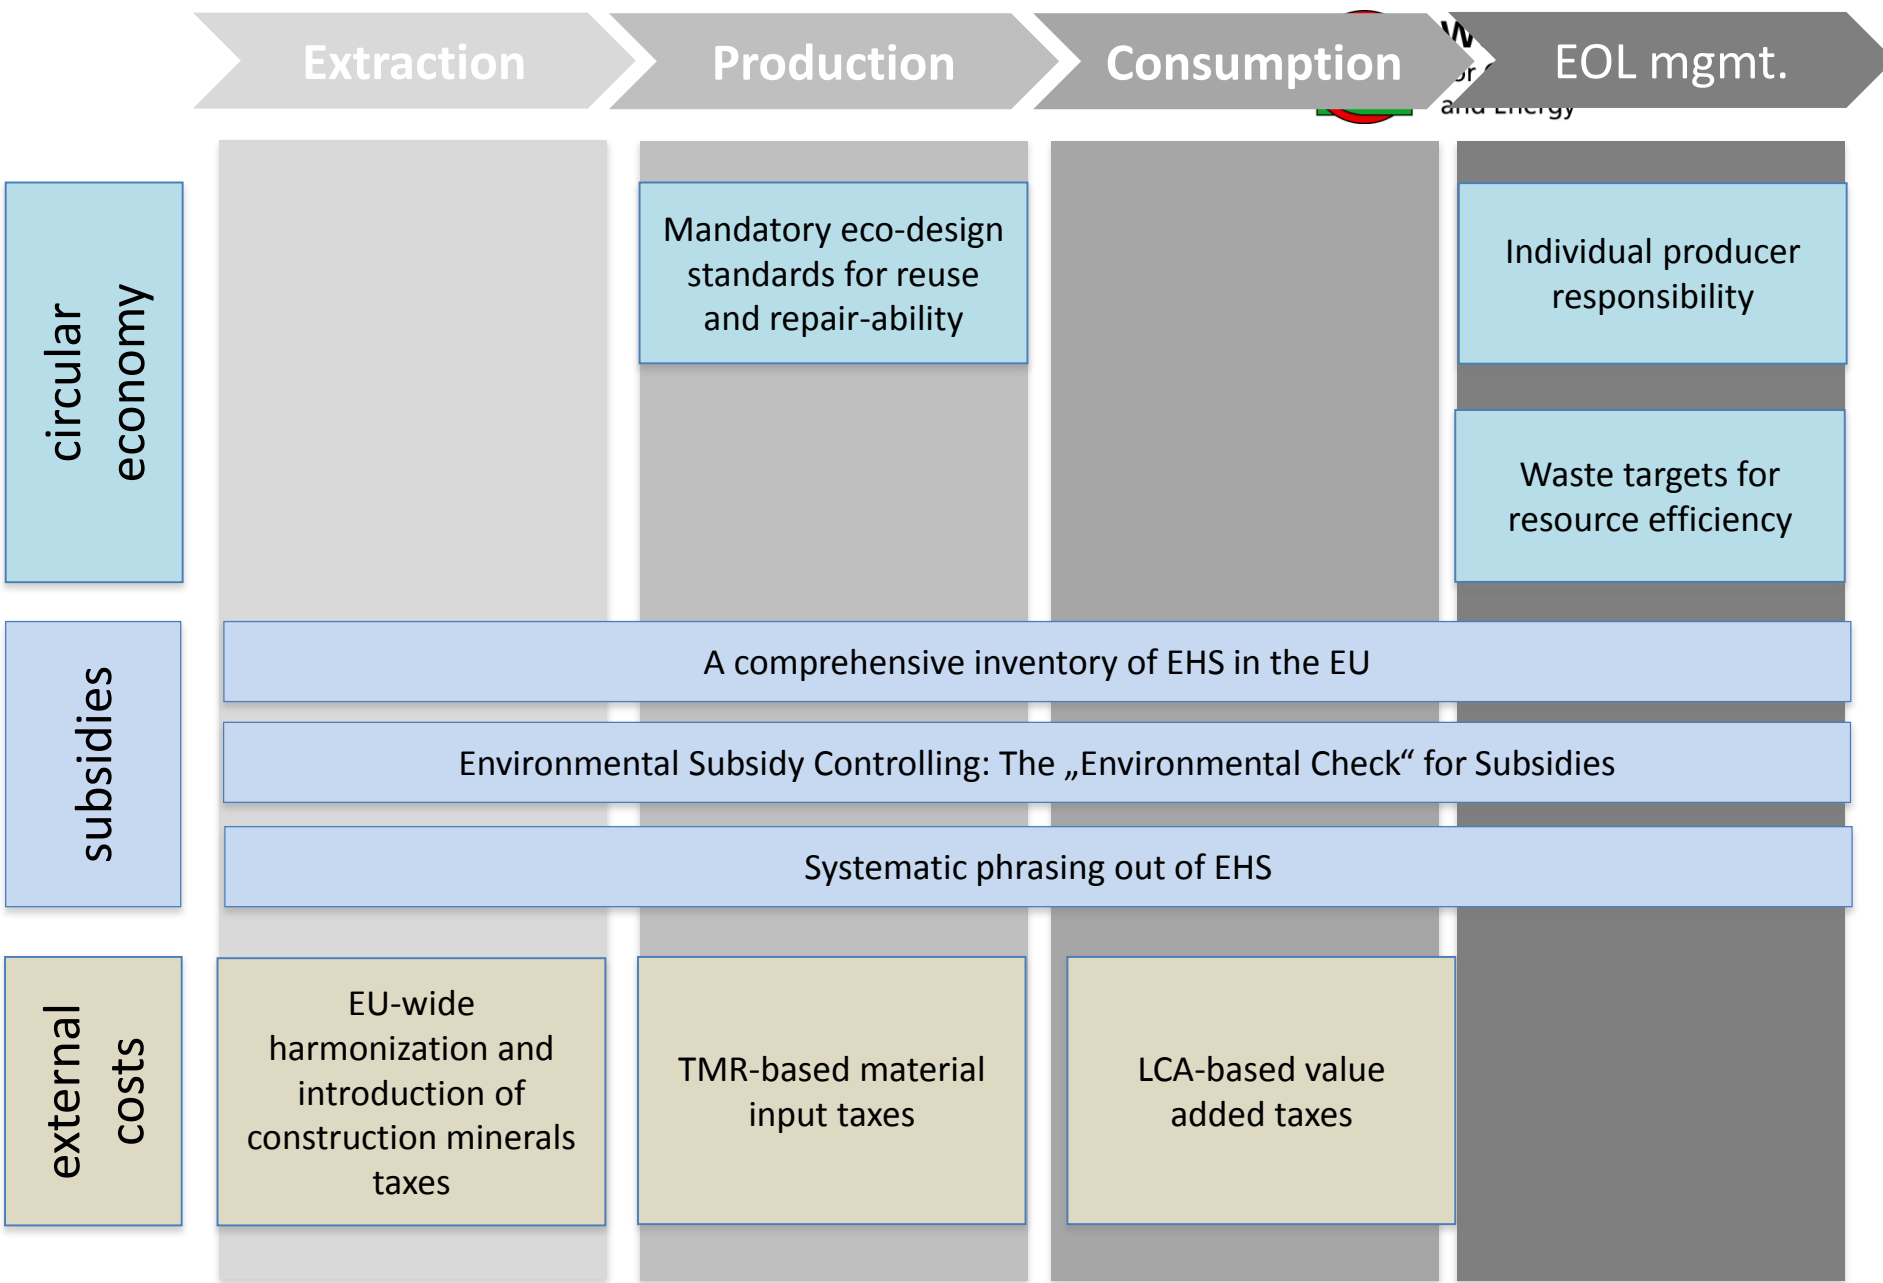 Extraction
Production
Consumption
EOL mgmt.
and Energy
circular
economy
Mandatory eco-design
standards for reuse
and repair-ability
Individual producer
responsibility
Waste targets for
resource efficiency
subsidies
A comprehensive inventory of EHS in the EU
Environmental Subsidy Controlling: The „Environmental Check“ for Subsidies
Systematic phrasing out of EHS
external
costs
EU-wide
harmonization and
introduction of
construction minerals
taxes
TMR-based material
input taxes
LCA-based value
added taxes